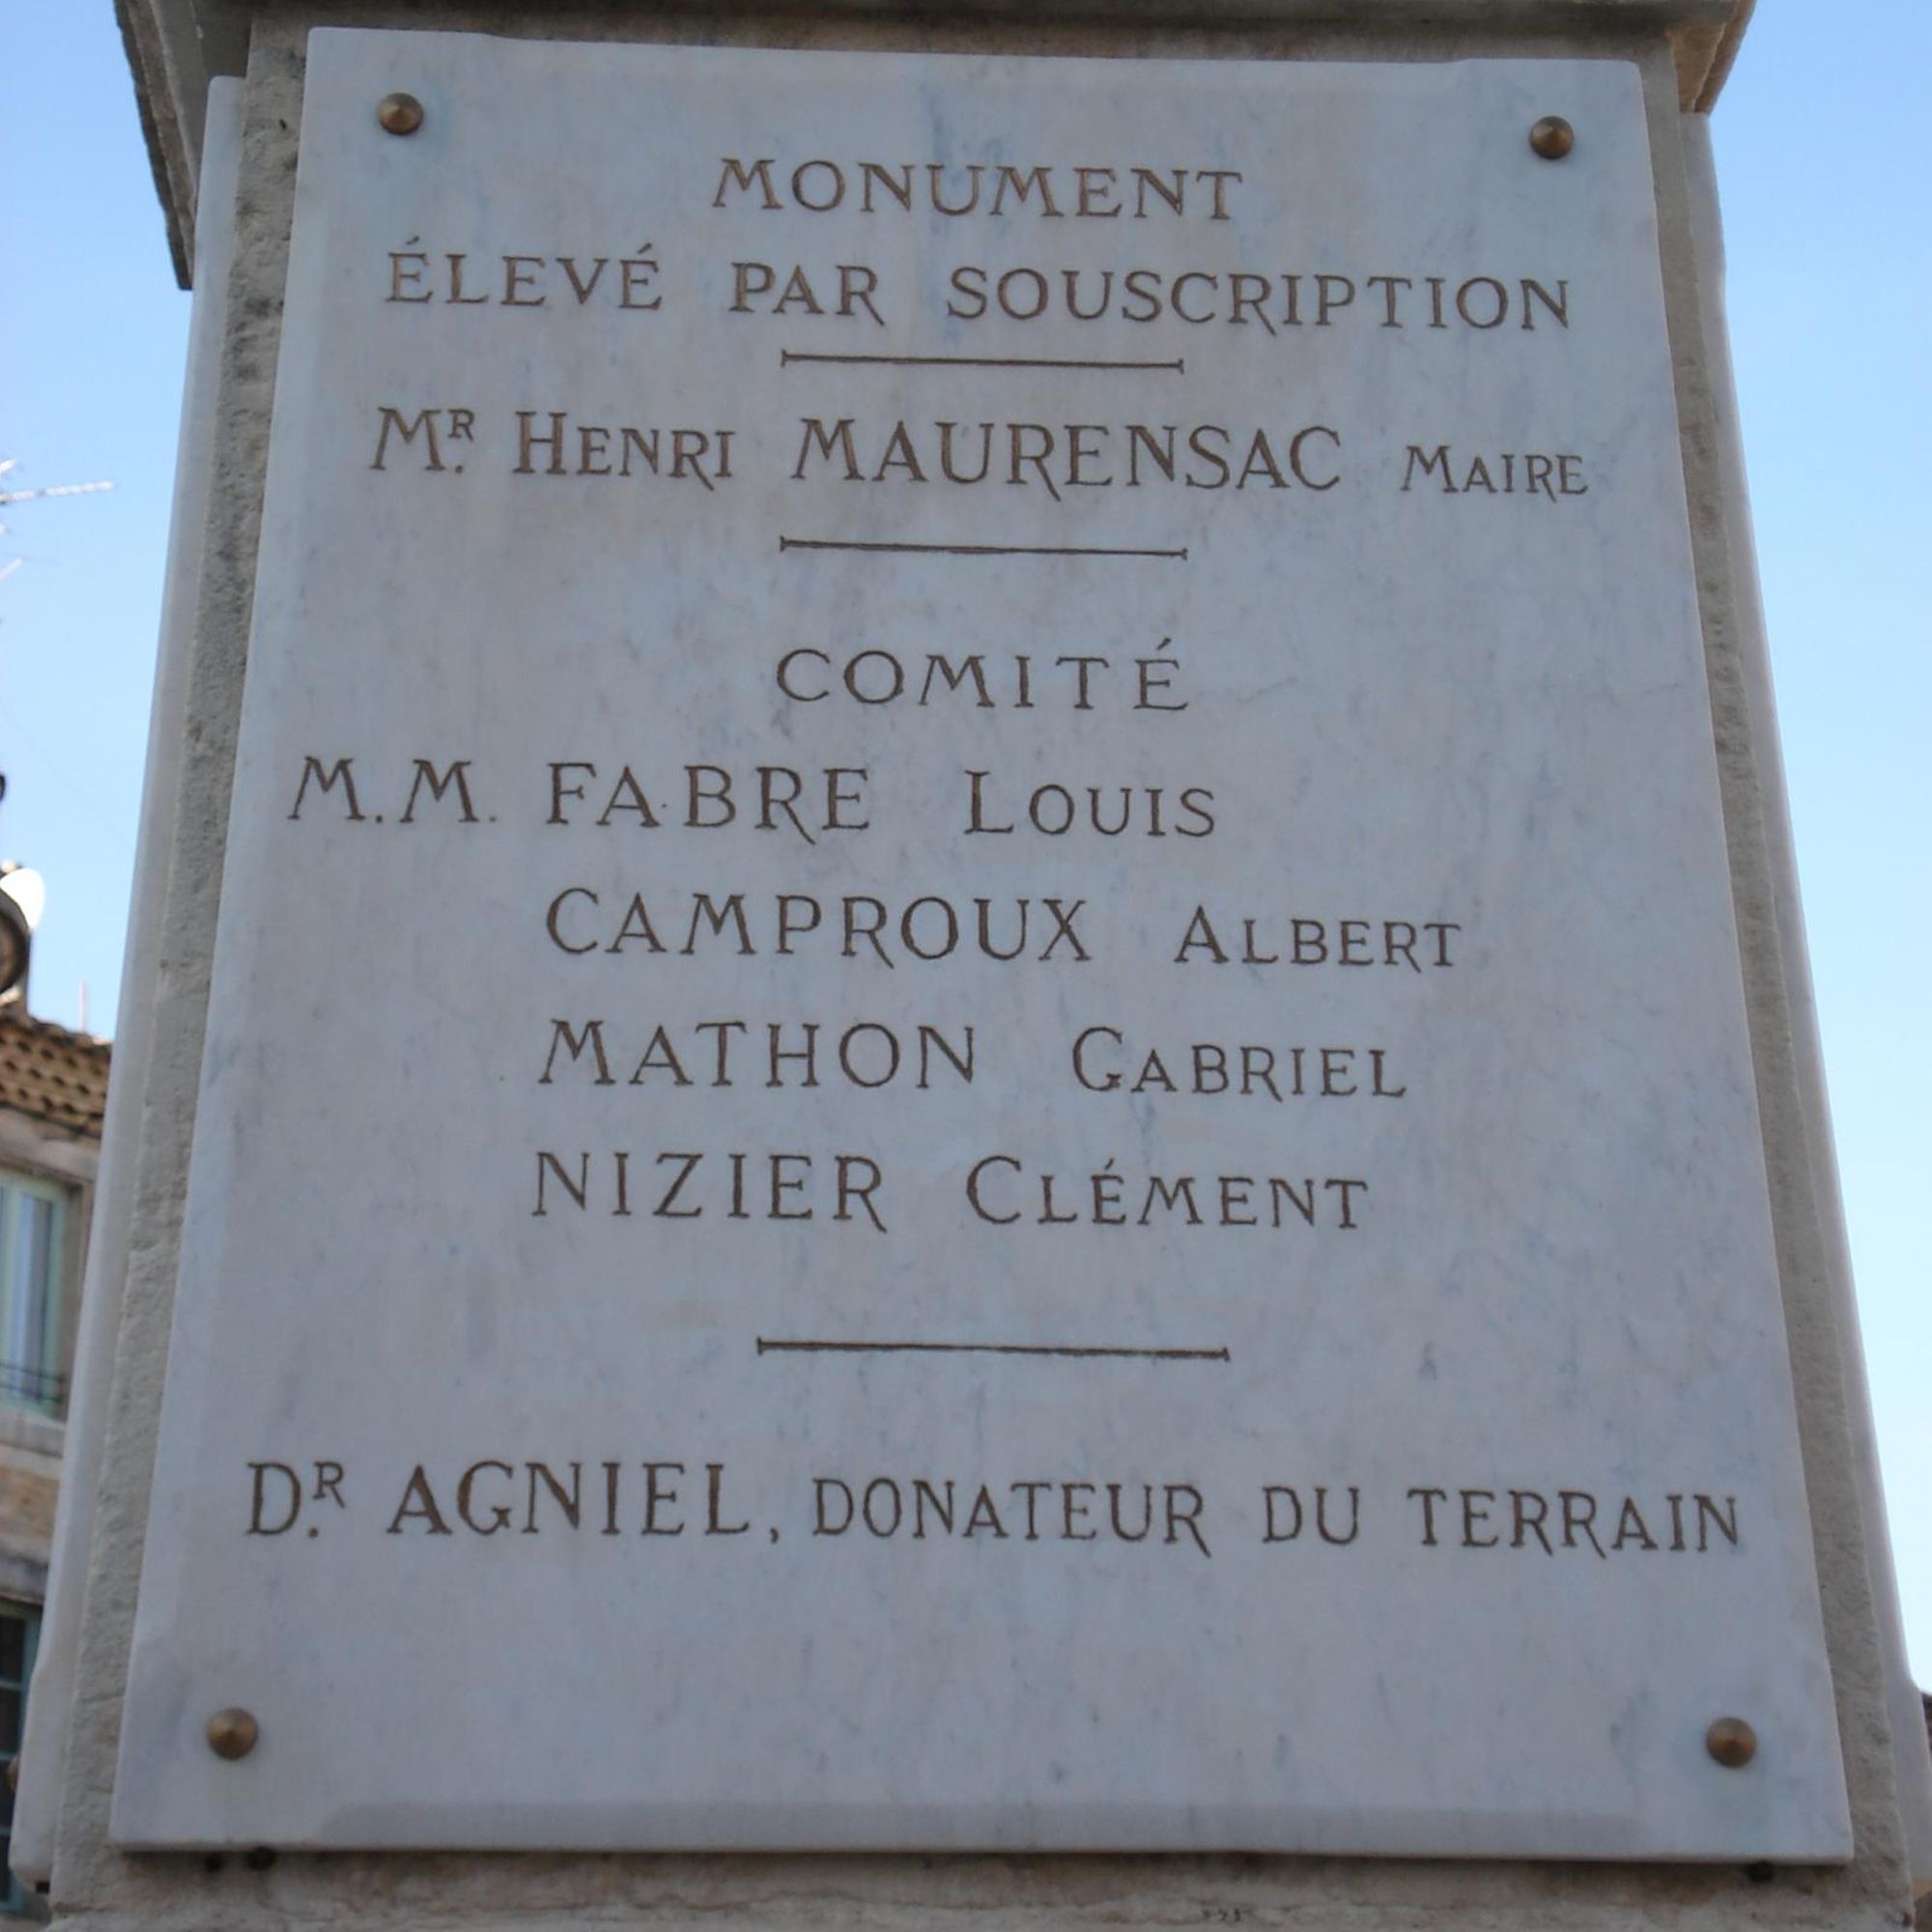 MONUMENT
ÉLEVÉ PAR SOUSCRIPTION
MR. HENRI MAURENSAC MAIRE
COMITÉ
M.M. FABRE LOUIS
CAMPROUX ALBERT
MATHON GABRIEL
NIZIER CLÉMENT
DR. AGNIEL, DONATEUR DU TERRAIN